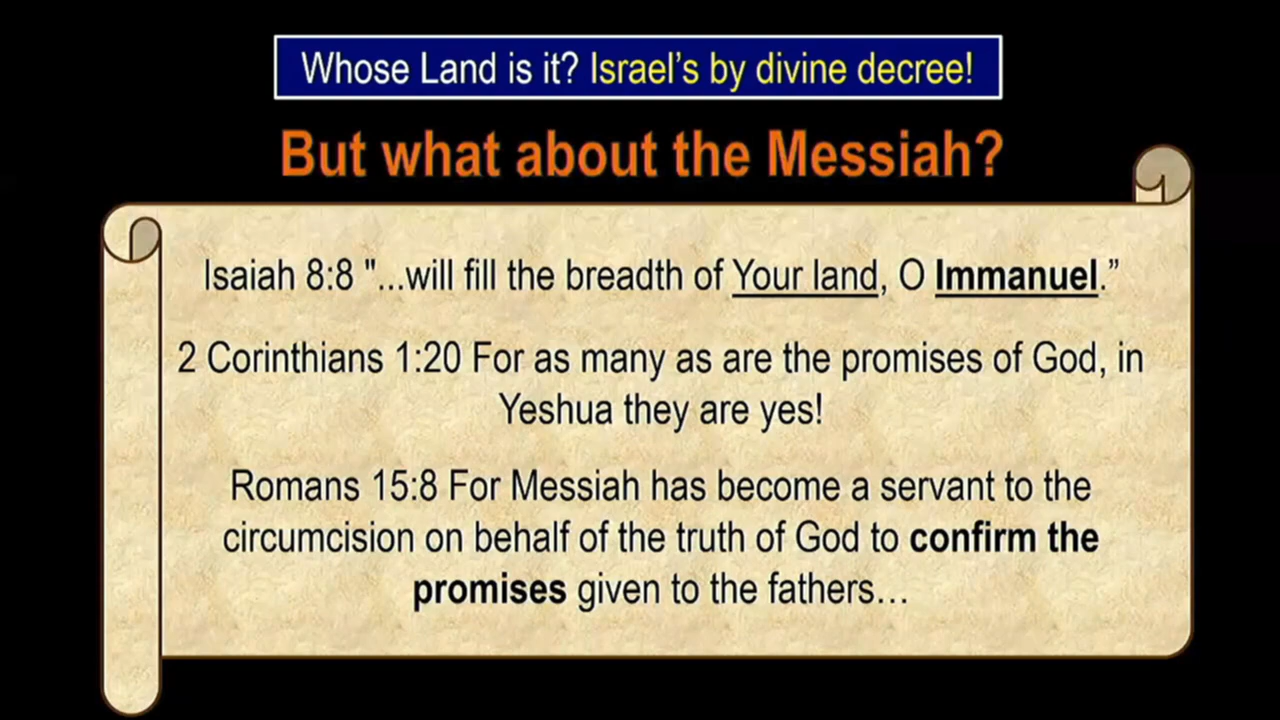 Whose Land is it? Israel's by divine decree!
But what about the Messiah?
Isaiah 8:8 "...will fill the breadth of Your land, O Immanuel.”
2 Corinthians 1:20 For as many as are the promises of God, in
Yeshua they are yes!
Romans 15:8 For Messiah has become a servant to the
circumcision on behalf of the truth of God to confirm the
promises given to the fathers…